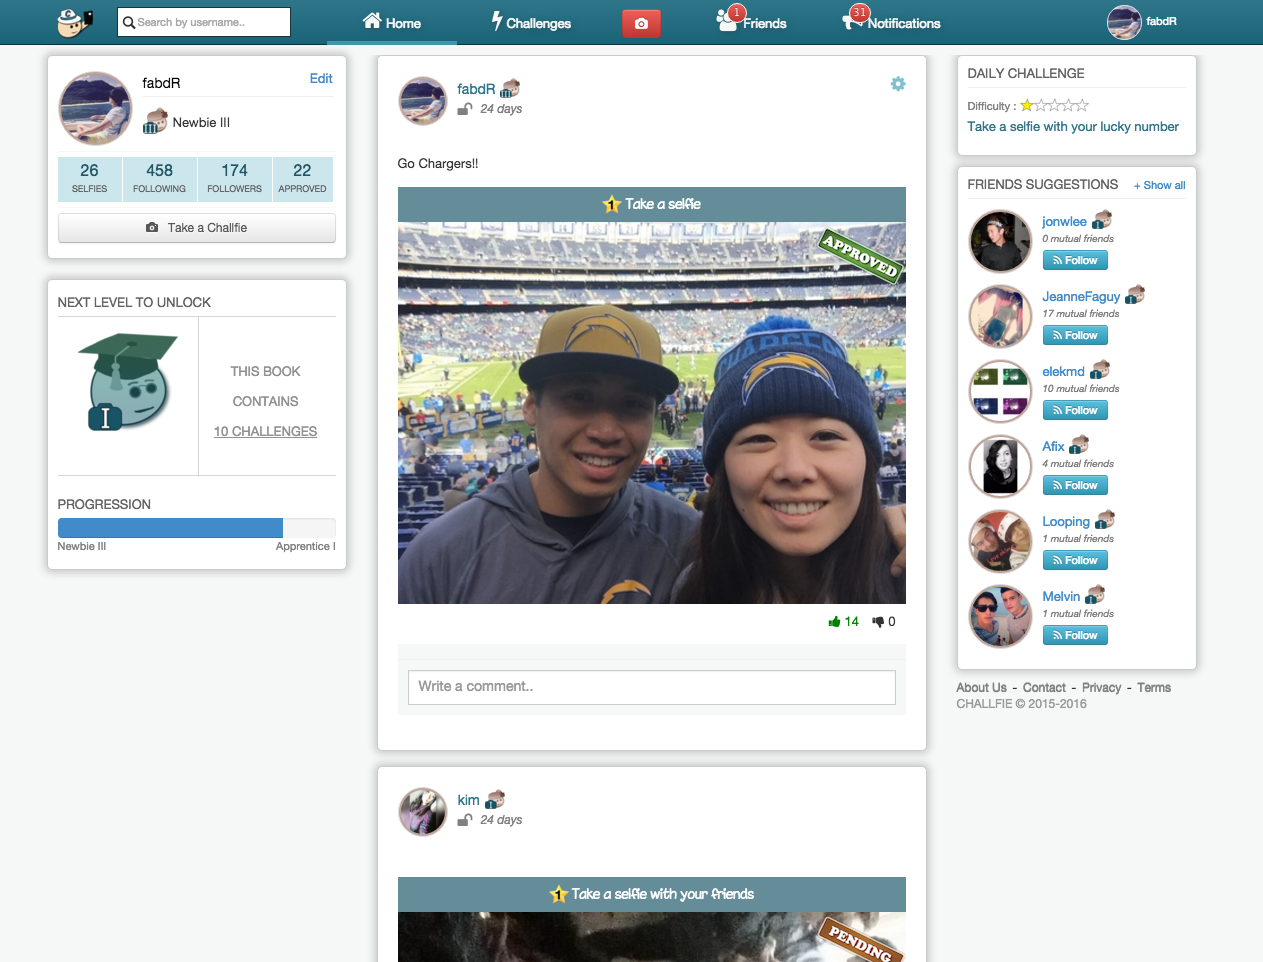 Search by username..
Home
Challenges
1
Friends
31
Notifications
fabdR
fabdR
Edit
Newbie III
26
SELFIES
458
FOLLOWING
174
FOLLOWERS
22
APPROVED
Take a Challfie
NEXT LEVEL TO UNLOCK
I
THIS BOOK
CONTAINS
10 CHALLENGES
PROGRESSION
Newbie III
Apprentice I
fabdR
24 days
Go Chargers!!
1 Take a selfie
APPROVED
CHARGERS
14
0
Write a comment..
kim
24 days
1 Take a selfie with your friends
PENDING
DAILY CHALLENGE
Difficulty :
Take a selfie with your lucky number
FRIENDS SUGGESTIONS
+ Show all
jonwlee
0 mutual friends
Follow
JeanneFaguy
17 mutual friends
Follow
elekmd
10 mutual friends
Follow
Afix
4 mutual friends
Follow
Looping
1 mutual friends
Follow
Melvin
1 mutual friends
Follow
About Us - Contact - Privacy - Terms
CHALLFIE © 2015-2016